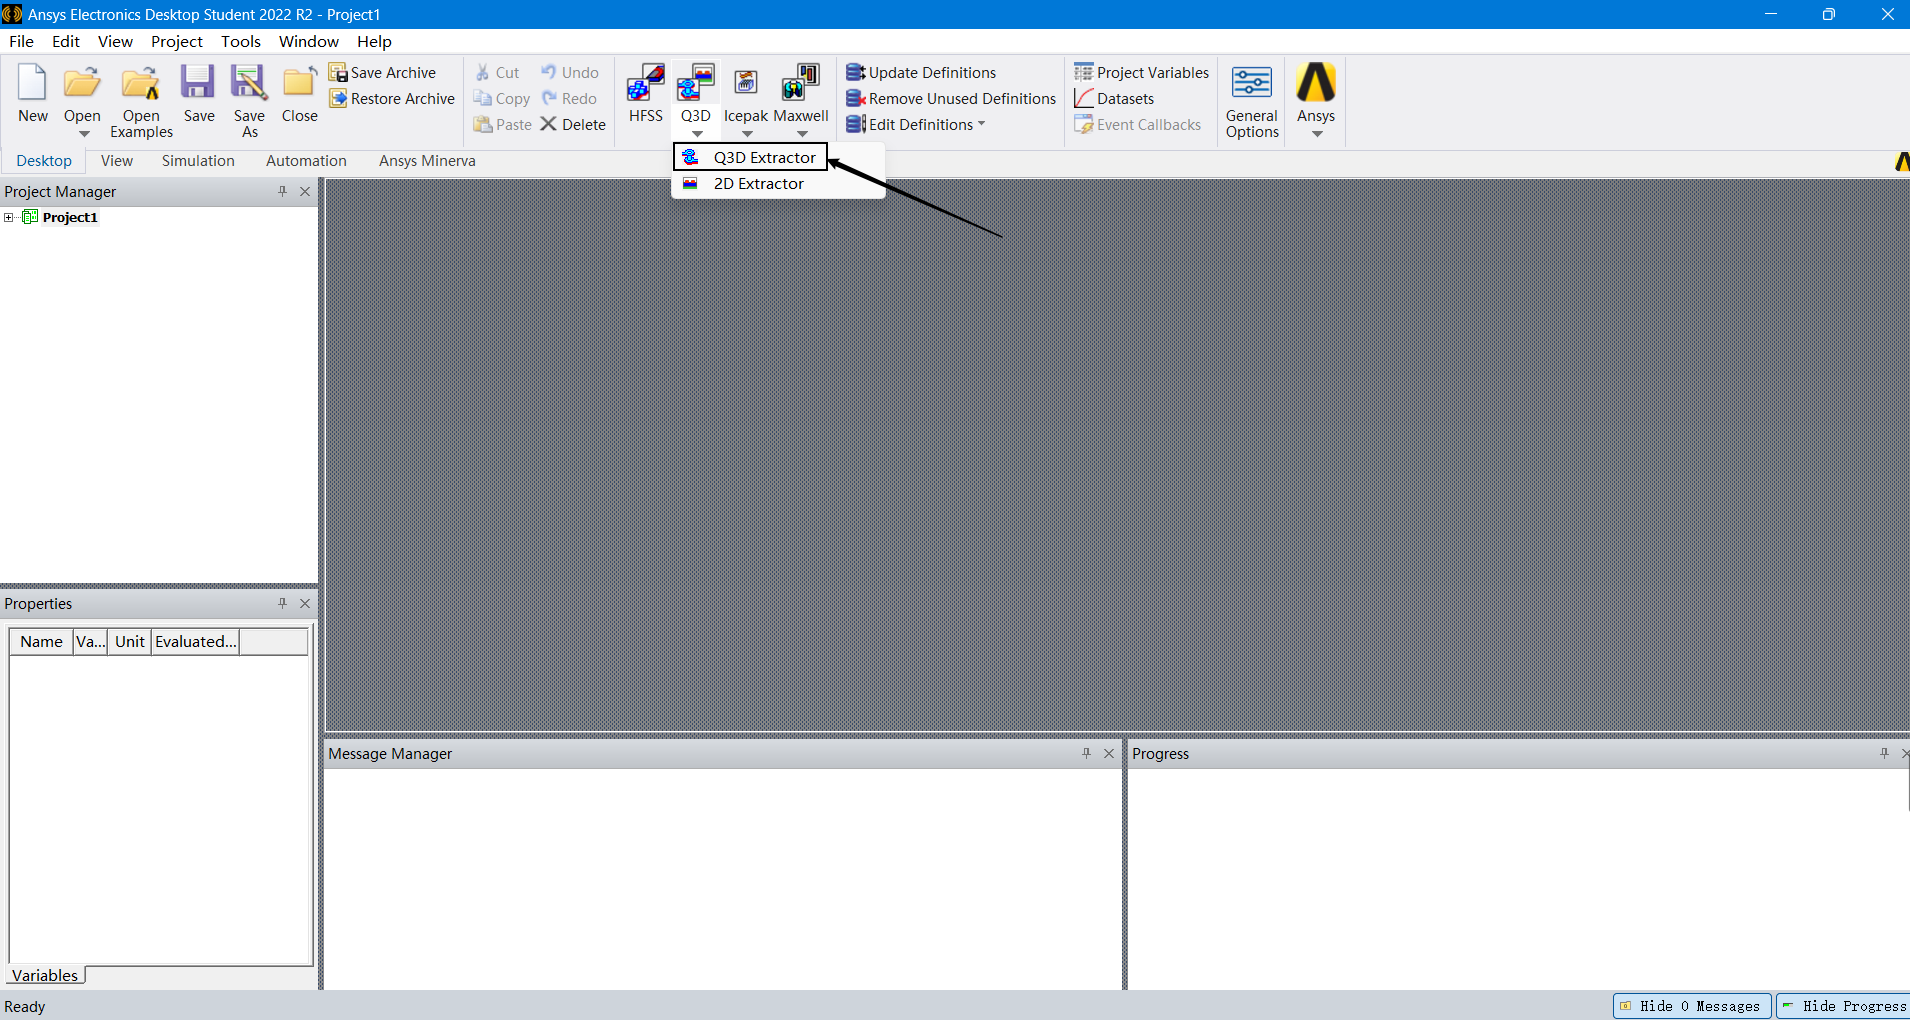 Ansys Electronics Desktop Student 2022 R2 - Project1
File Edit View Project Tools Window Help
New
Open
Open Examples
Save
Save As
Close
Save Archive
Restore Archive
Cut
Copy
Paste
Undo
Redo
Delete
HFSS
Q3D
Icepak
Maxwell
Update Definitions
Remove Unused Definitions
Edit Definitions
Project Variables
Datasets
Event Callbacks
General Options
Ansys
Desktop View Simulation Automation Ansys Minerva
Q3D Extractor
2D Extractor
Project Manager
Project1
Properties
Name Va... Unit Evaluated...
Variables
Message Manager
Progress
Ready
Hide 0 Messages
Hide Progress